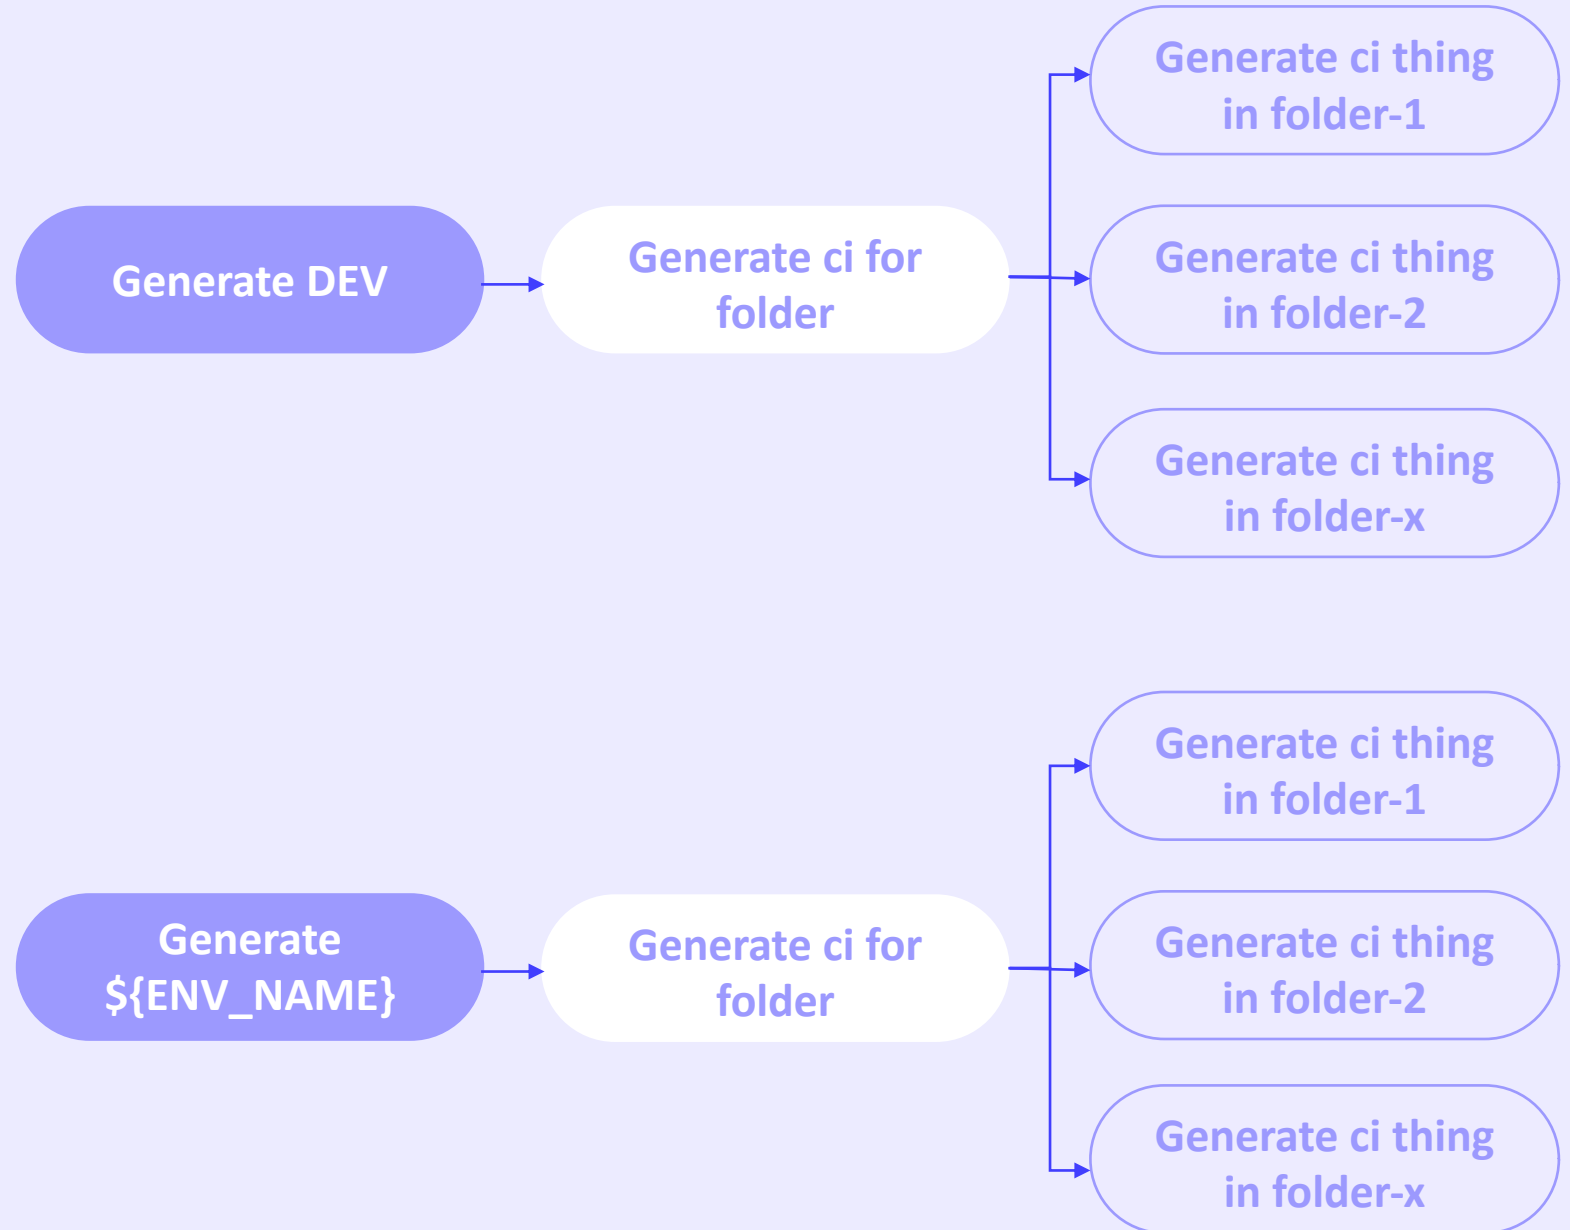 Generate DEV
Generate ci for
folder
Generate ci thing
in folder-1
Generate ci thing
in folder-2
Generate ci thing
in folder-x
Generate
${ENV_NAME}
Generate ci for
folder
Generate ci thing
in folder-1
Generate ci thing
in folder-2
Generate ci thing
in folder-x